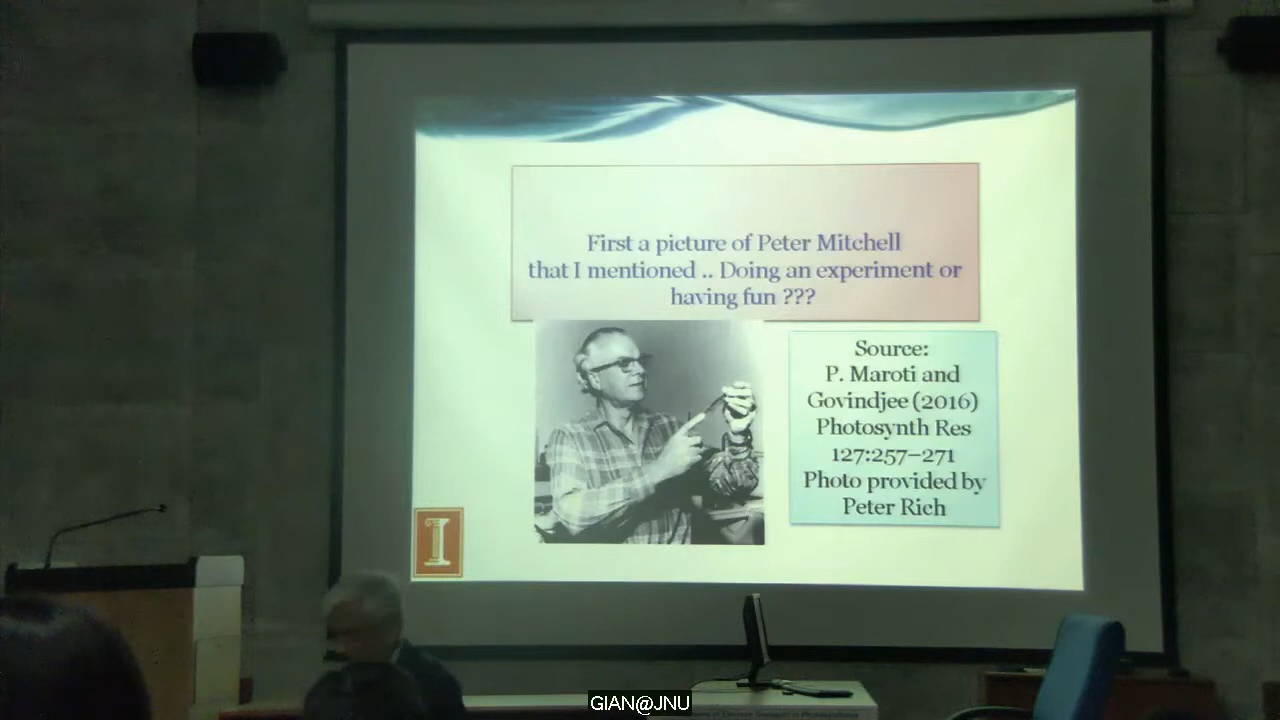 First a picture of Peter Mitchell
that I mentioned .. Doing an experiment or
having fun ???
Source:
P. Maroti and
Govindjee (2016)
Photosynth Res
127:257–271
Photo provided by
Peter Rich
I
GIAN@JNU